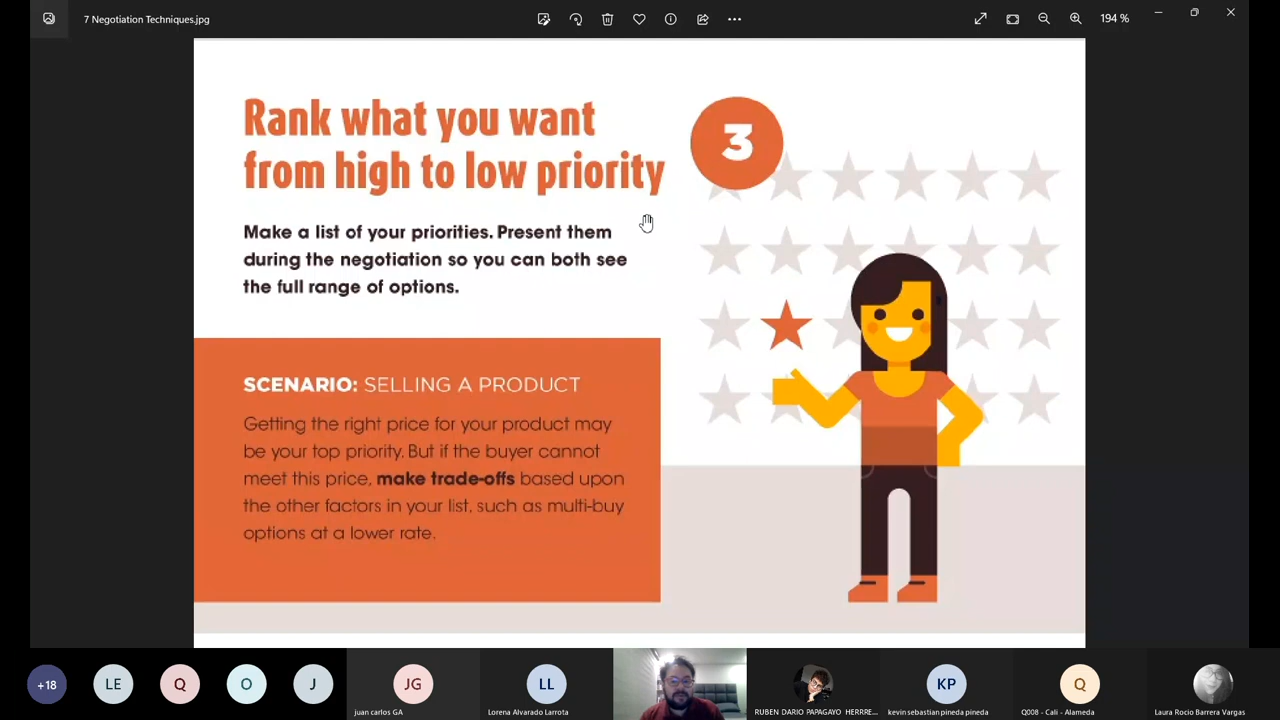 7 Negotiation Techniques.jpg
194 %
Rank what you want
from high to low priority
3
Make a list of your priorities. Present them
during the negotiation so you can both see
the full range of options.
SCENARIO: SELLING A PRODUCT
Getting the right price for your product may
be your top priority. But if the buyer cannot
meet this price, make trade-offs based upon
the other factors in your list, such as multi-buy
options at a lower rate.
+18
LE
Q
O
J
JG
LL
KP
Q
juan carlos GA
Lorena Alvarado Larrota
RUBEN DARIO PAPAGAYO HERRRE...
kevin sebastian pineda pineda
Q008 - Cali - Alameda
Laura Rocio Barrera Vargas